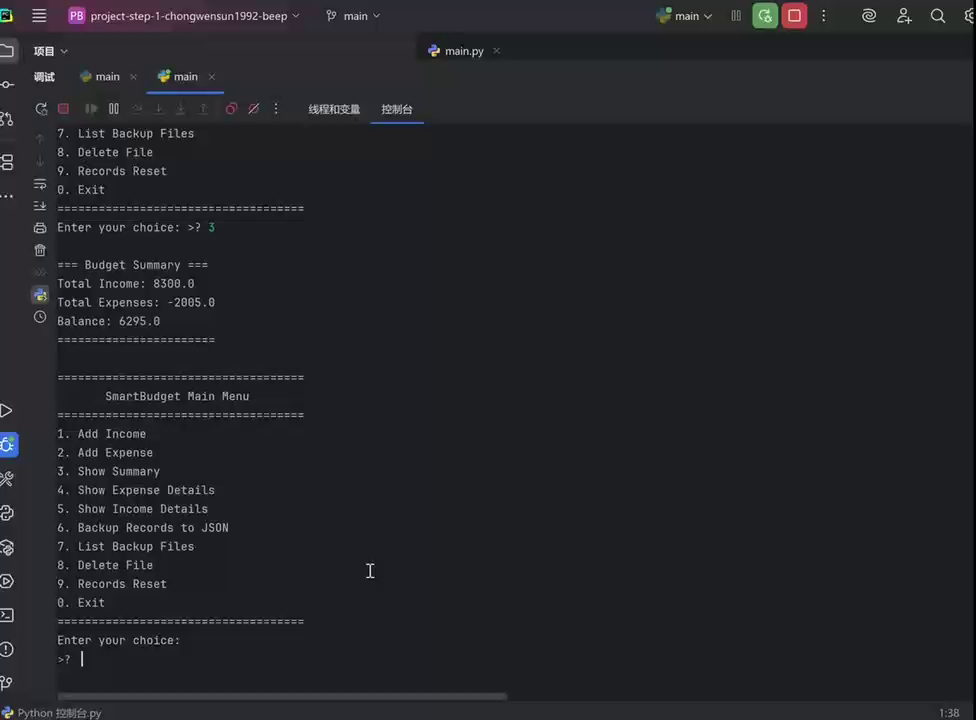 PB project-step-1-chongwensun1992-beep main main
项目 main.py
调试 main main
线程和变量 控制台
7. List Backup Files
8. Delete File
9. Records Reset
0. Exit
====================================
Enter your choice: >? 3
=== Budget Summary ===
Total Income: 8300.0
Total Expenses: -2005.0
Balance: 6295.0
=======================
====================================
SmartBudget Main Menu
====================================
1. Add Income
2. Add Expense
3. Show Summary
4. Show Expense Details
5. Show Income Details
6. Backup Records to JSON
7. List Backup Files
8. Delete File
9. Records Reset
0. Exit
====================================
Enter your choice:
>?
Python 控制台.py 1:38